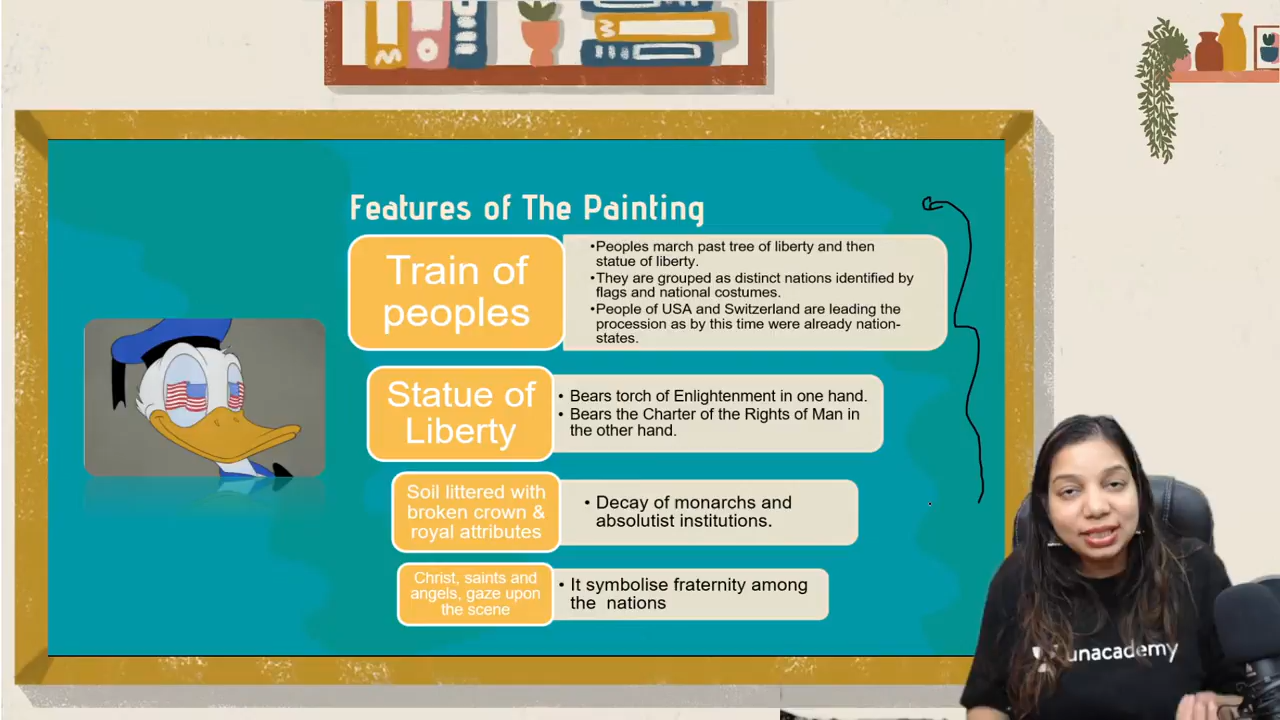 Features of The Painting
Train of
peoples
•Peoples march past tree of liberty and then
statue of liberty.
•They are grouped as distinct nations identified by
flags and national costumes.
•People of USA and Switzerland are leading the
procession as by this time were already nation-
states.
Statue of
Liberty
• Bears torch of Enlightenment in one hand.
• Bears the Charter of the Rights of Man in
the other hand.
Soil littered with
broken crown &
royal attributes
• Decay of monarchs and
absolutist institutions.
Christ, saints and
angels, gaze upon
the scene
• It symbolise fraternity among
the nations
unacademy